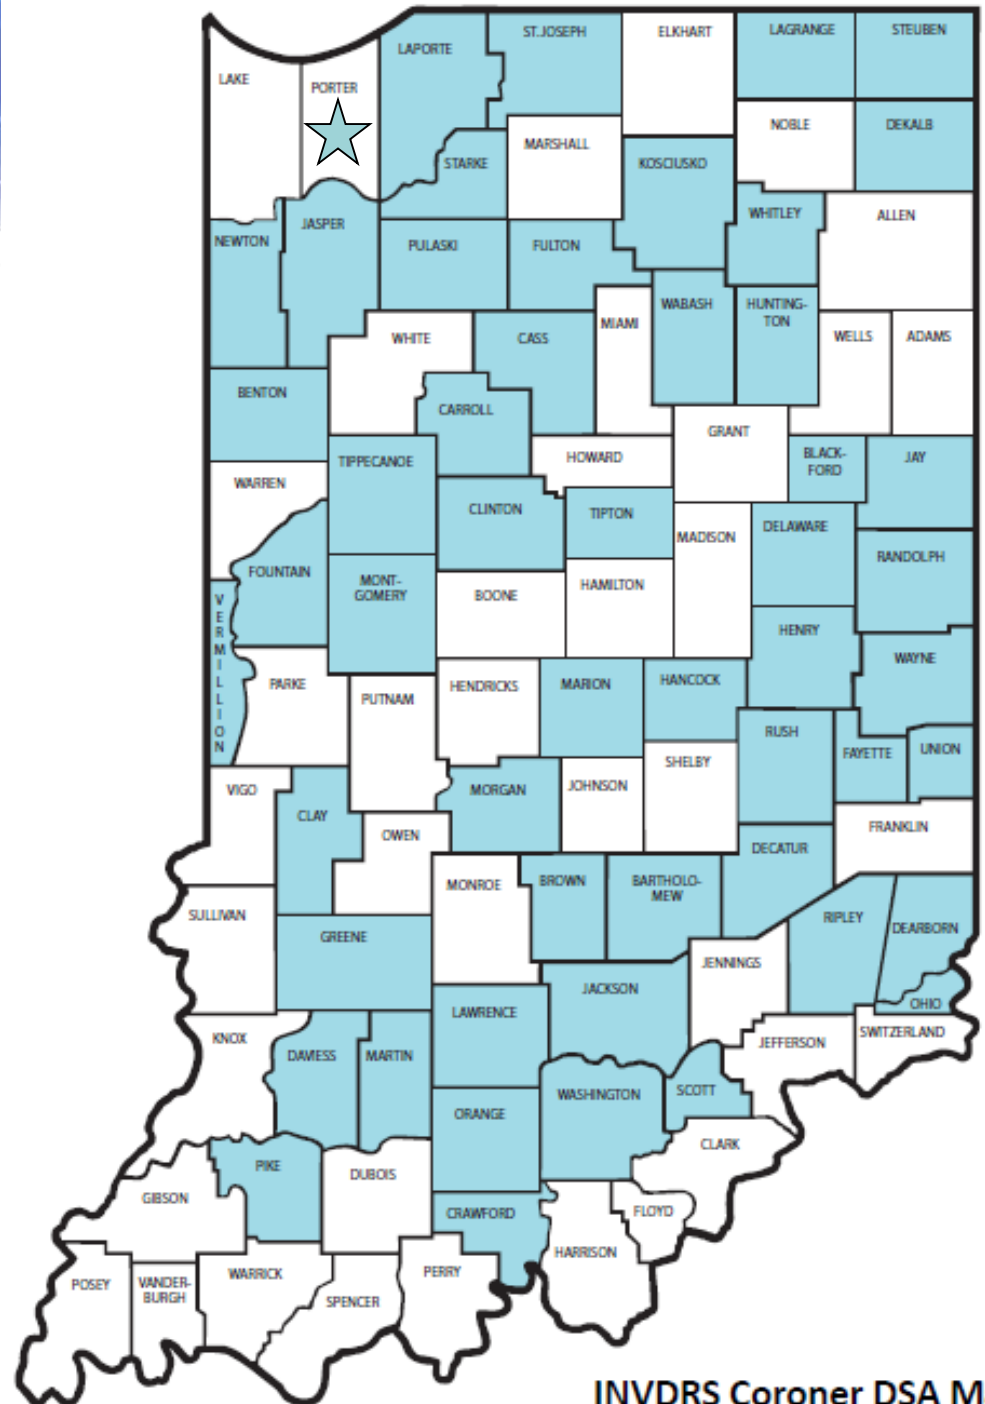 ST.JOSEPH
ELKHART
LAGRANGE
STEUBEN
LAPORTE
LAKE
PORTER
NOBLE
DEKALB
MARSHALL
STARKE
KOSCIUSKO
WHITLEY
ALLEN
JASPER
NEWTON
PULASKI
FULTON
WABASH
HUNTING-
TON
MIAMI
WHITE
CASS
WELLS
ADAMS
BENTON
CARROLL
GRANT
HOWARD
BLACK-
FORD
JAY
TIPPECANOE
WARREN
CLINTON
TIPTON
DELAWARE
MADISON
RANDOLPH
FOUNTAIN
MONT-
GOMERY
BOONE
HAMILTON
VERMILLION
HENRY
WAYNE
PARKE
PUTNAM
HENDRICKS
MARION
HANCOCK
RUSH
FAYETTE
UNION
VIGO
MORGAN
JOHNSON
SHELBY
CLAY
OWEN
FRANKLIN
DECATUR
MONROE
BROWN
BARTHOLO-
MEW
SULLIVAN
RIPLEY
DEARBORN
GREENE
JENNINGS
JACKSON
OHIO
LAWRENCE
KNOX
DAVIESS
MARTIN
JEFFERSON
SWITZERLAND
WASHINGTON
SCOTT
ORANGE
CLARK
PIKE
DUBOIS
GIBSON
CRAWFORD
FLOYD
HARRISON
POSEY
VANDER-
BURGH
WARRICK
PERRY
SPENCER
INVDRS Coroner DSA M